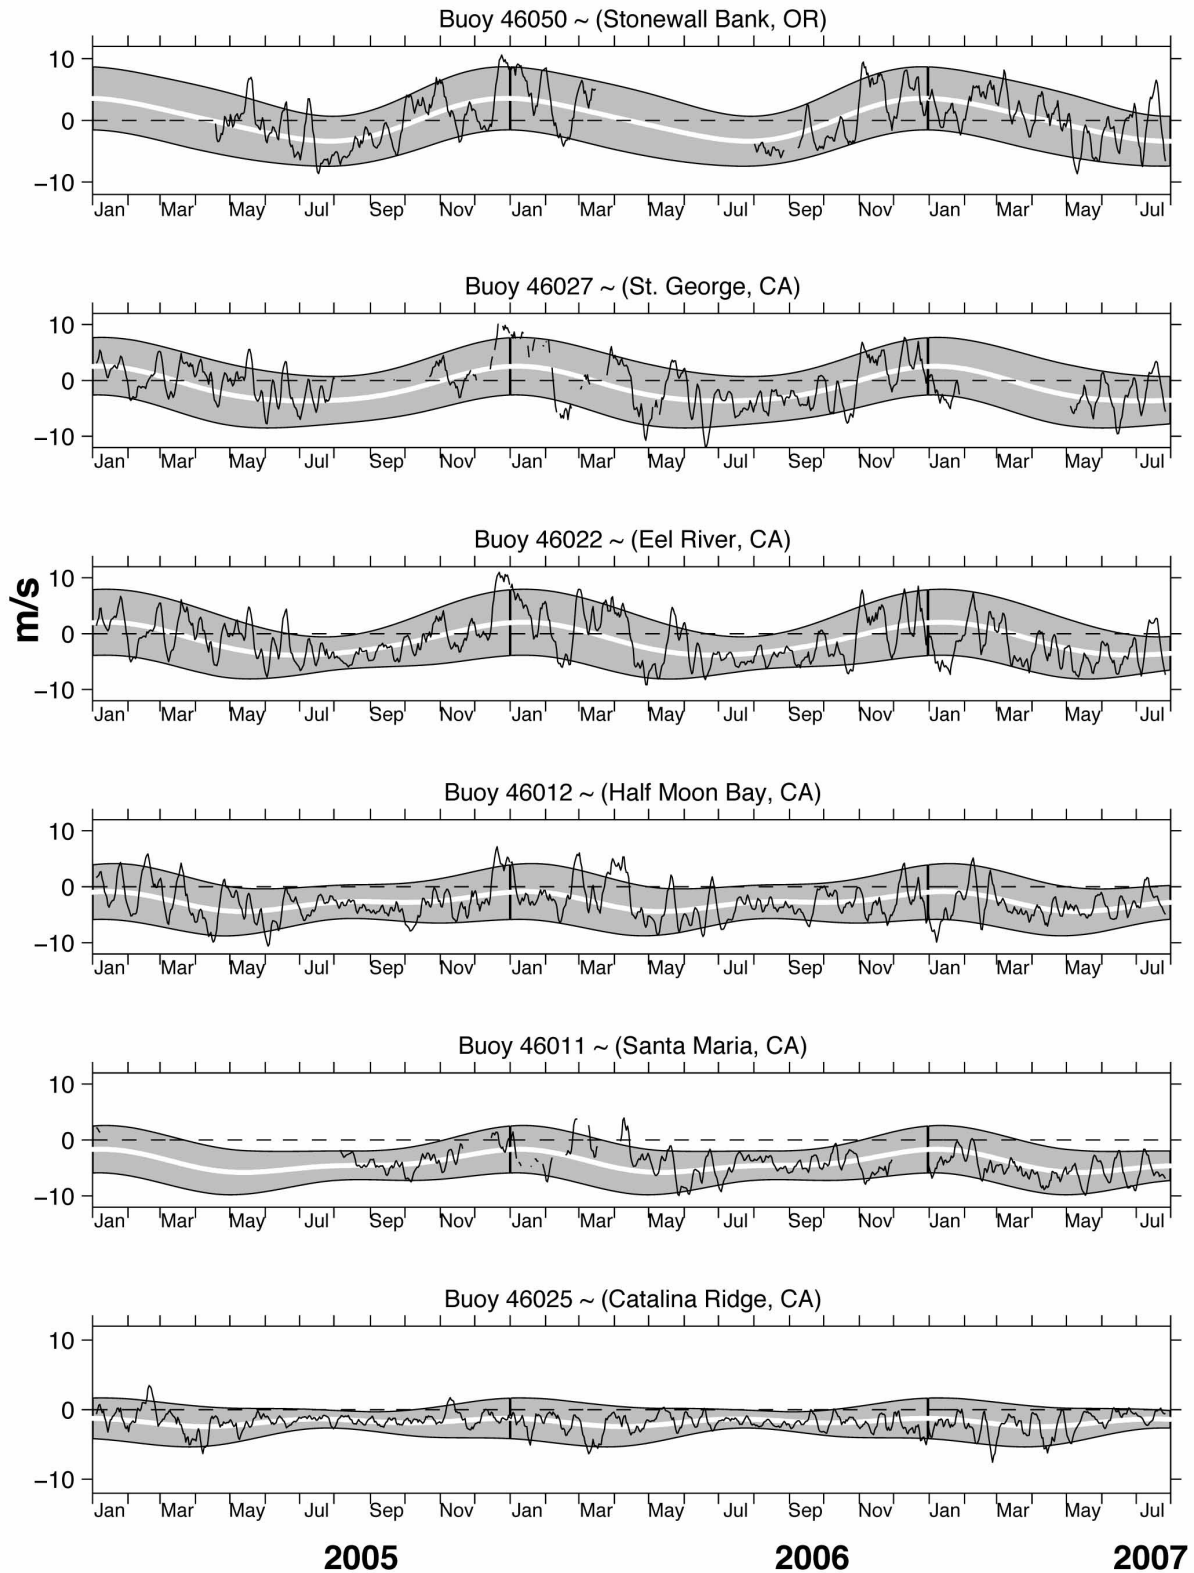 Buoy 46050 ~ (Stonewall Bank, OR)
10
0
−10
Jan Mar May Jul Sep Nov Jan Mar May Jul Sep Nov Jan Mar May Jul
Buoy 46027 ~ (St. George, CA)
10
0
−10
Jan Mar May Jul Sep Nov Jan Mar May Jul Sep Nov Jan Mar May Jul
Buoy 46022 ~ (Eel River, CA)
m/s
10
0
−10
Jan Mar May Jul Sep Nov Jan Mar May Jul Sep Nov Jan Mar May Jul
Buoy 46012 ~ (Half Moon Bay, CA)
10
0
−10
Jan Mar May Jul Sep Nov Jan Mar May Jul Sep Nov Jan Mar May Jul
Buoy 46011 ~ (Santa Maria, CA)
10
0
−10
Jan Mar May Jul Sep Nov Jan Mar May Jul Sep Nov Jan Mar May Jul
Buoy 46025 ~ (Catalina Ridge, CA)
10
0
−10
Jan Mar May Jul Sep Nov Jan Mar May Jul Sep Nov Jan Mar May Jul
2005 2006 2007